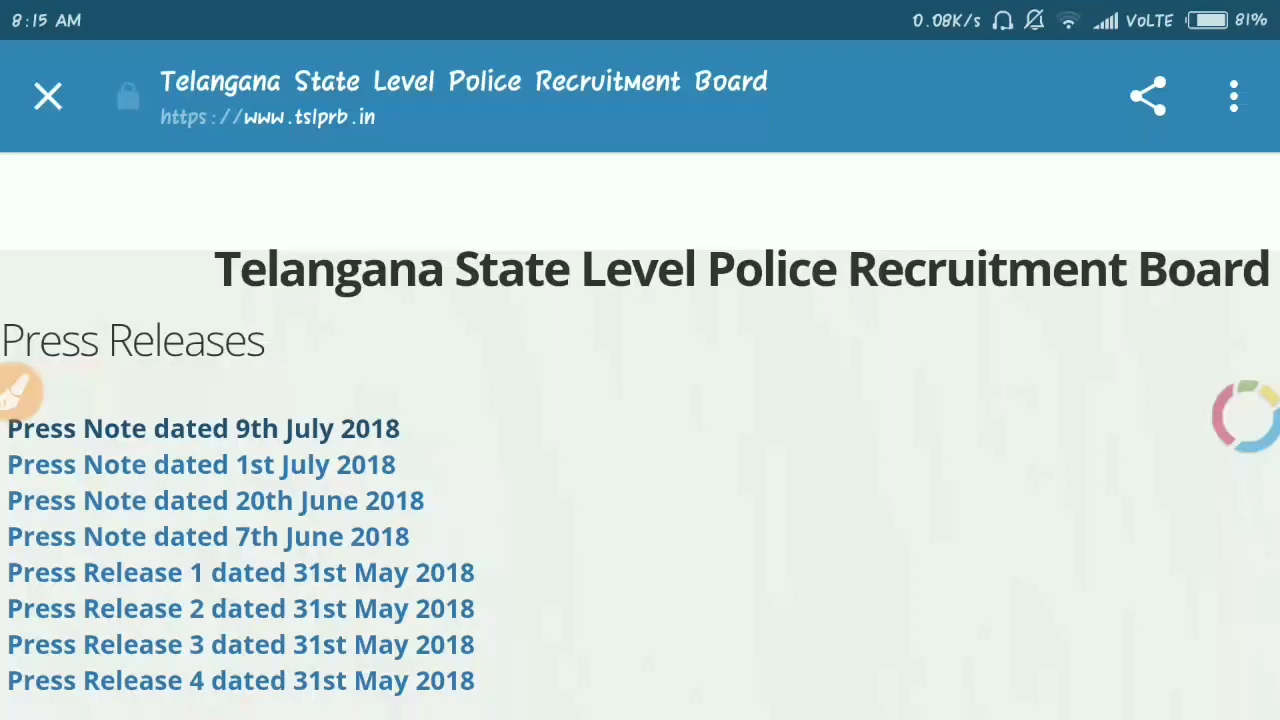 8:15 AM
0.08K/s VoLTE 81%
Telangana State Level Police Recruitment Board
https://www.tslprb.in
Telangana State Level Police Recruitment Board
Press Releases
Press Note dated 9th July 2018
Press Note dated 1st July 2018
Press Note dated 20th June 2018
Press Note dated 7th June 2018
Press Release 1 dated 31st May 2018
Press Release 2 dated 31st May 2018
Press Release 3 dated 31st May 2018
Press Release 4 dated 31st May 2018